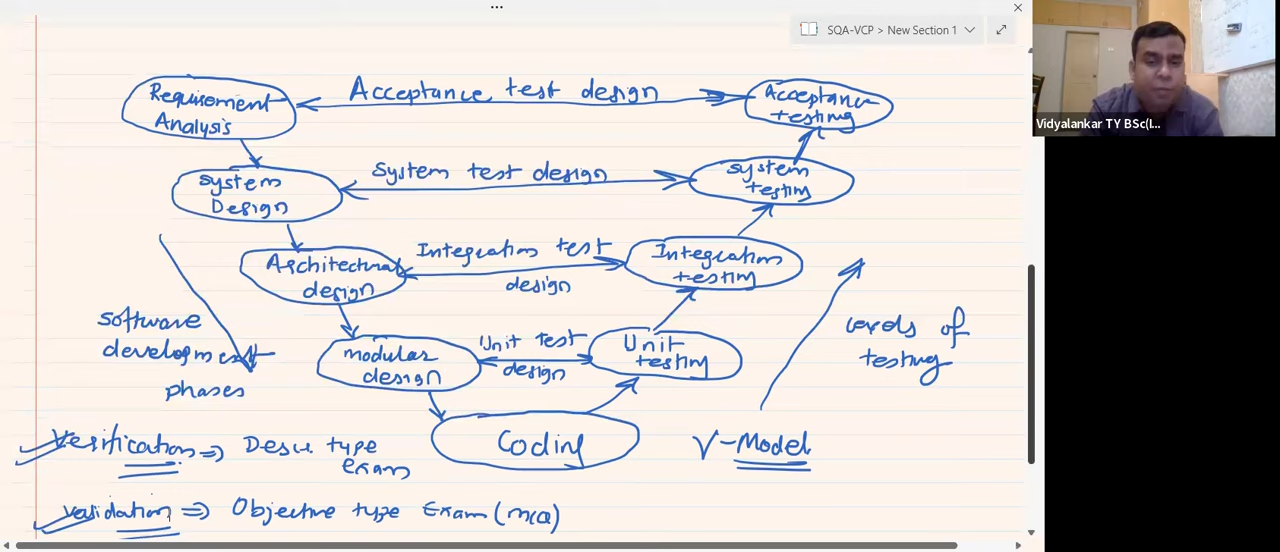 SQA-VCP > New Section 1
Vidyalankar TY BSc(I...
Requirement
Analysis
Acceptance test design
Acceptance
testing
System
Design
System test design
System
testing
Architectural
design
Integration test
design
Integration
testing
software
development
phases
modular
design
Unit test
design
Unit
testing
levels of
testing
Coding
V-Model
Verification ⇒ Desc type
exam
Validation ⇒ Objective type Exam (MCQ)